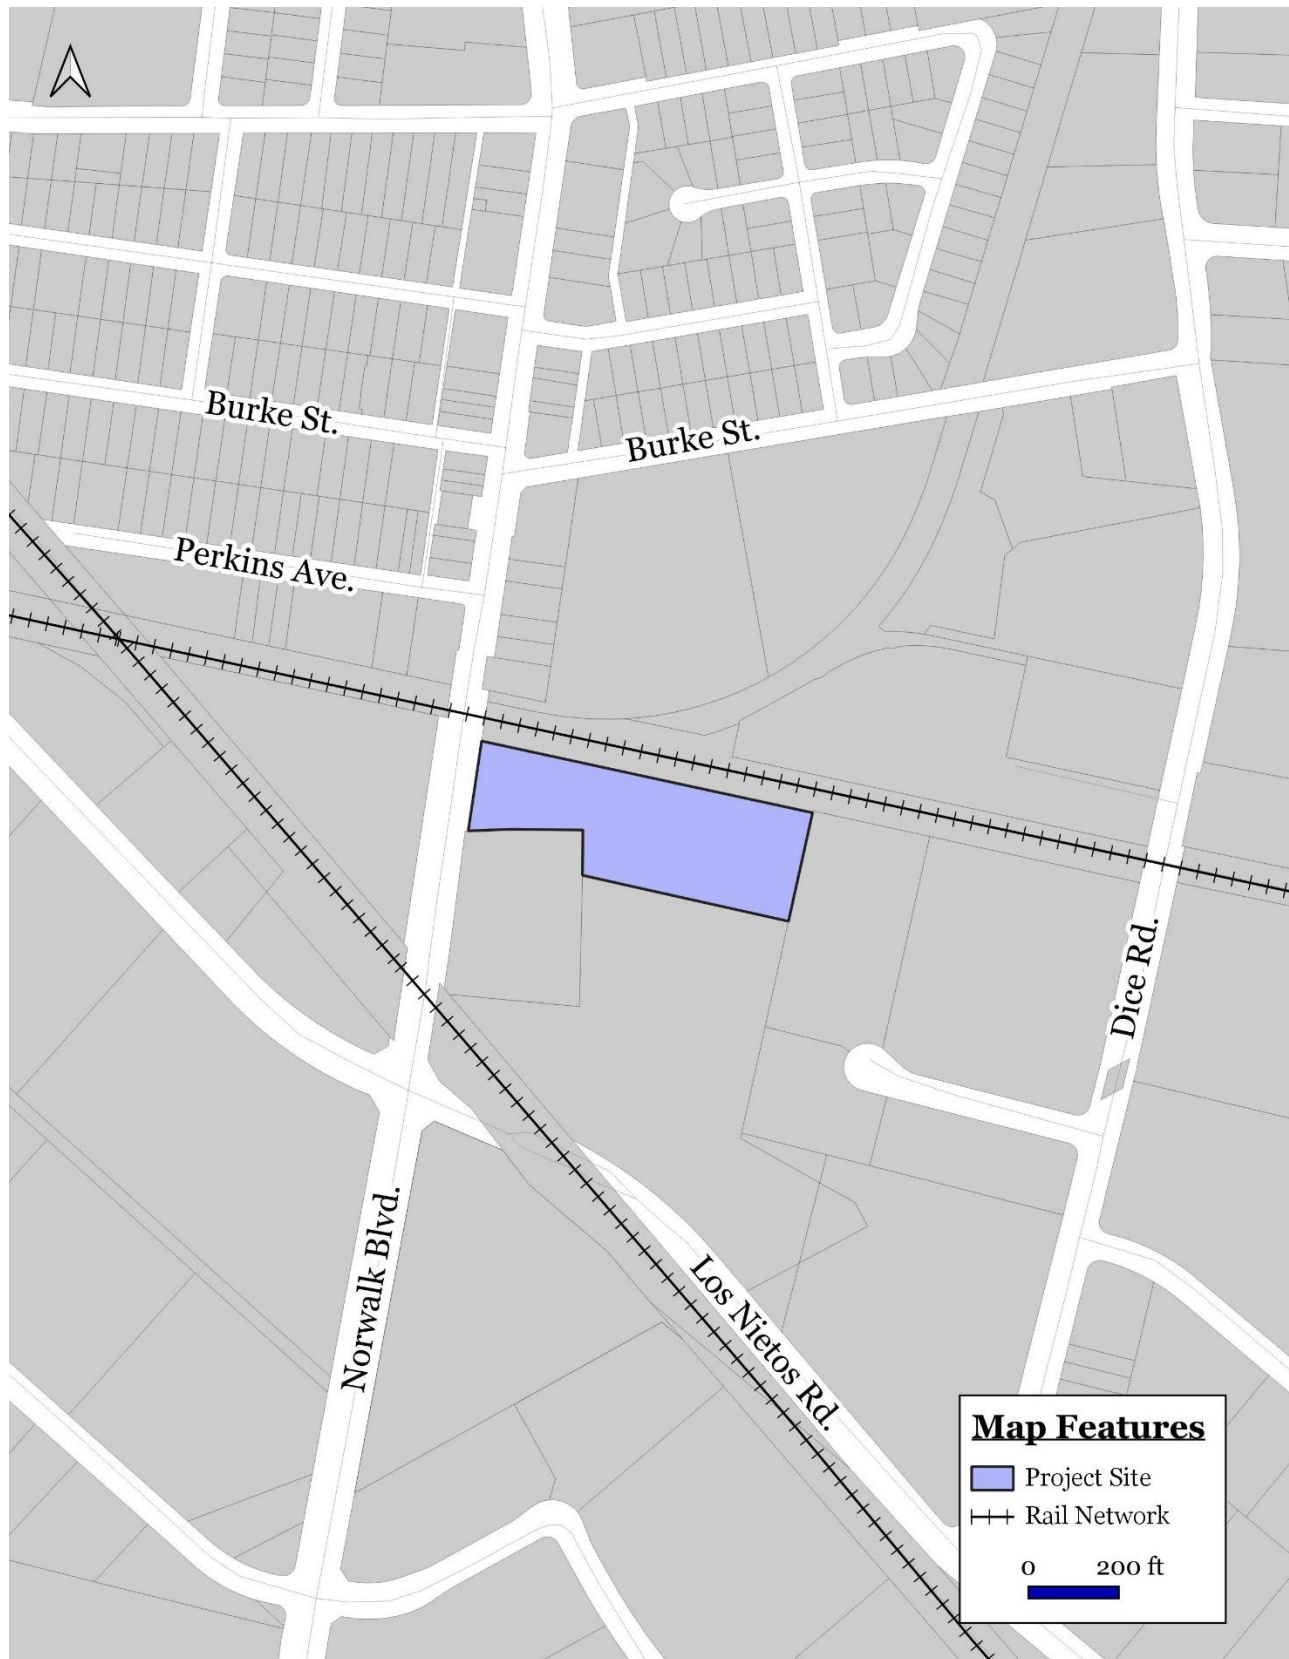 Burke St.
Burke St.
Perkins Ave.
Dice Rd.
Norwalk Blvd.
Los Nietos Rd.
Map Features
Project Site
Rail Network
0 200 ft